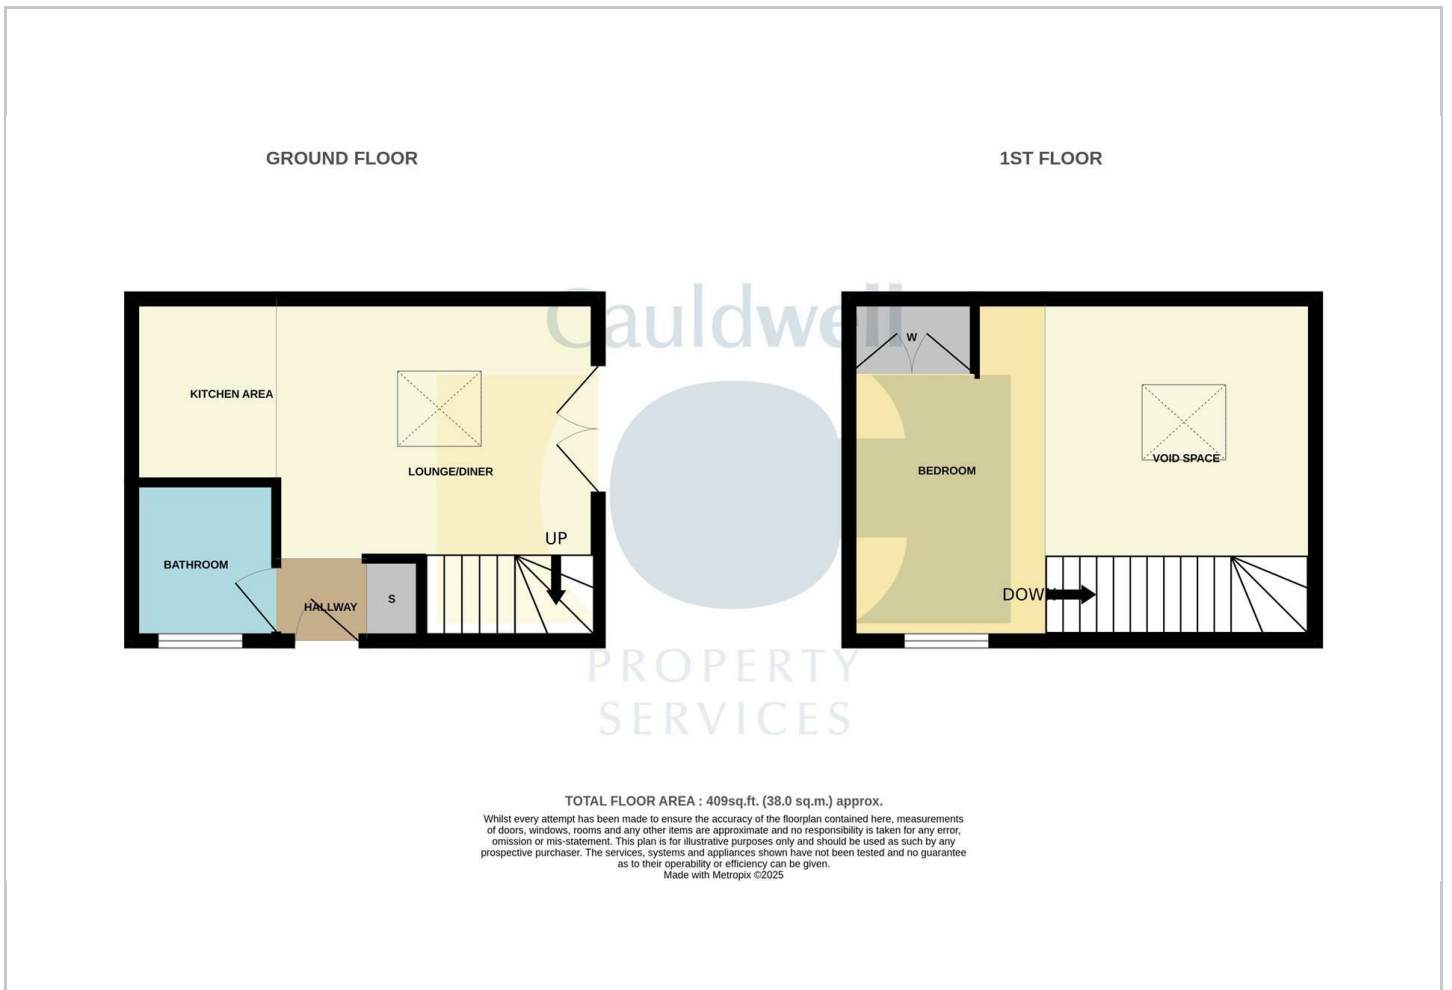 GROUND FLOOR
1ST FLOOR
Cauldwell
W
KITCHEN AREA
VOID SPACE
LOUNGE/DINER
BEDROOM
UP
BATHROOM
DOWN
S
HALLWAY
PROPERTY
SERVICES
TOTAL FLOOR AREA : 409sq.ft. (38.0 sq.m.) approx.
Whilst every attempt has been made to ensure the accuracy of the floorplan contained here, measurements
of doors, windows, rooms and any other items are approximate and no responsibility is taken for any error,
omission or mis-statement. This plan is for illustrative purposes only and should be used as such by any
prospective purchaser. The services, systems and appliances shown have not been tested and no guarantee
as to their operability or efficiency can be given.
Made with Metropix ©2025